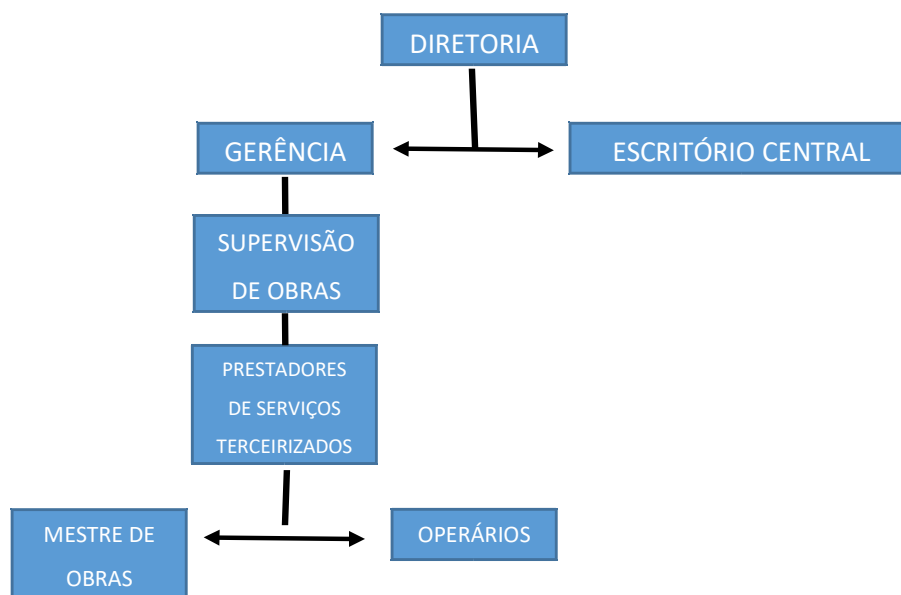 DIRETORIA
GERÊNCIA
ESCRITÓRIO CENTRAL
SUPERVISÃO
DE OBRAS
PRESTADORES
DE SERVIÇOS
TERCEIRIZADOS
MESTRE DE
OBRAS
OPERÁRIOS